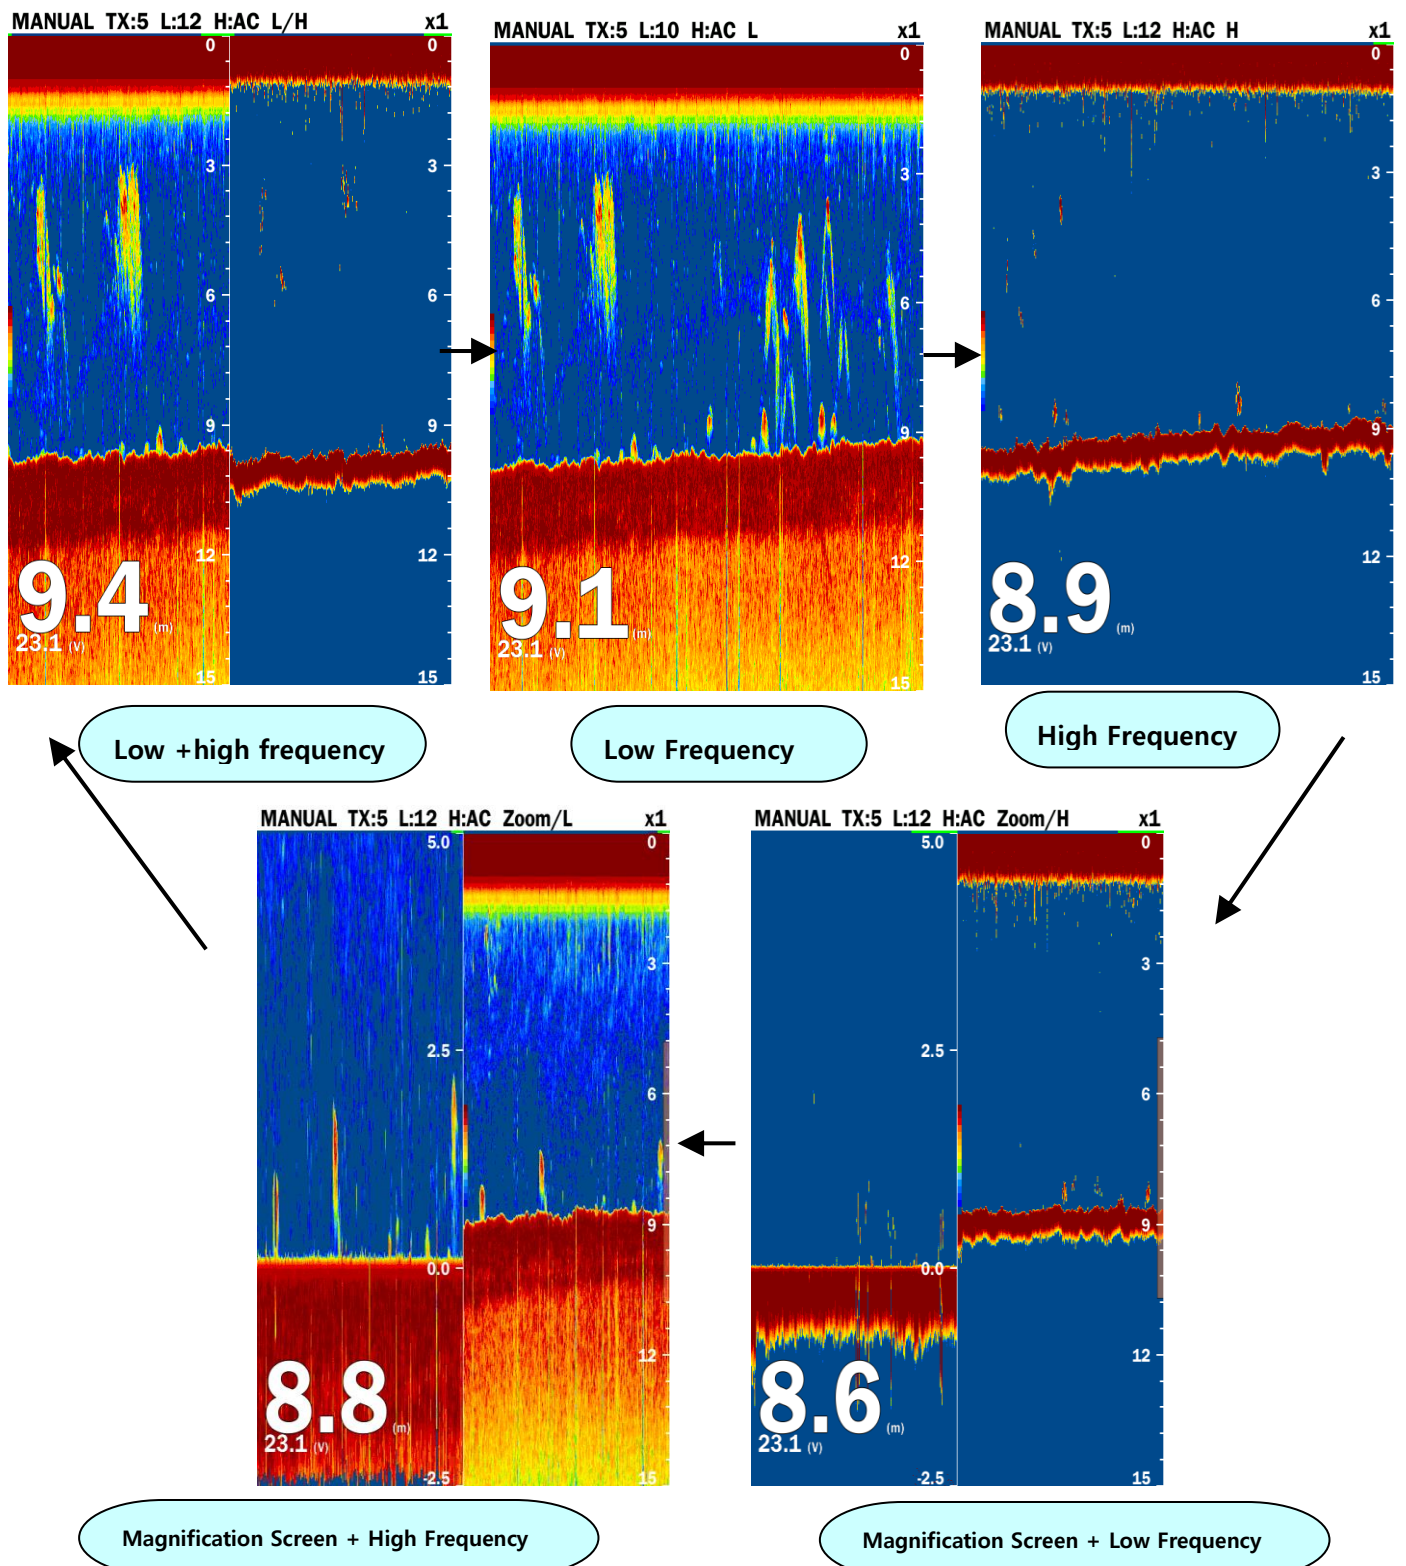 MANUAL TX:5 L:12 H:AC L/H x1
0 0
3 3
6 6
9 9
12 12
9.4 (m)
23.1 (V)
15 15
Low +high frequency
MANUAL TX:5 L:10 H:AC L x1
0
3
6
9
12
9.1 (m)
23.1 (V)
15
Low Frequency
MANUAL TX:5 L:12 H:AC H x1
0
3
6
9
12
8.9 (m)
23.1 (V)
15
High Frequency
MANUAL TX:5 L:12 H:AC Zoom/L x1
5.0 0
3
2.5
6
9
0.0
12
8.8 (m)
23.1 (V)
-2.5 15
Magnification Screen + High Frequency
MANUAL TX:5 L:12 H:AC Zoom/H x1
5.0 0
3
2.5
6
9
0.0
12
8.6 (m)
23.1 (V)
-2.5 15
Magnification Screen + Low Frequency